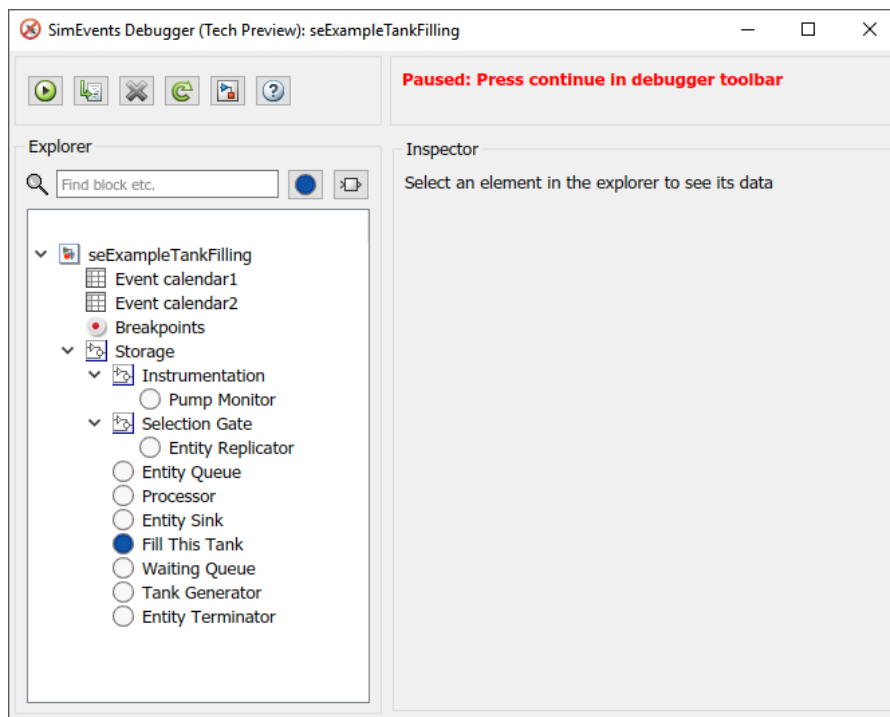 SimEvents Debugger (Tech Preview): seExampleTankFilling
Paused: Press continue in debugger toolbar
Explorer
Find block etc.
seExampleTankFilling
Event calendar1
Event calendar2
Breakpoints
Storage
Instrumentation
Pump Monitor
Selection Gate
Entity Replicator
Entity Queue
Processor
Entity Sink
Fill This Tank
Waiting Queue
Tank Generator
Entity Terminator
Inspector
Select an element in the explorer to see its data